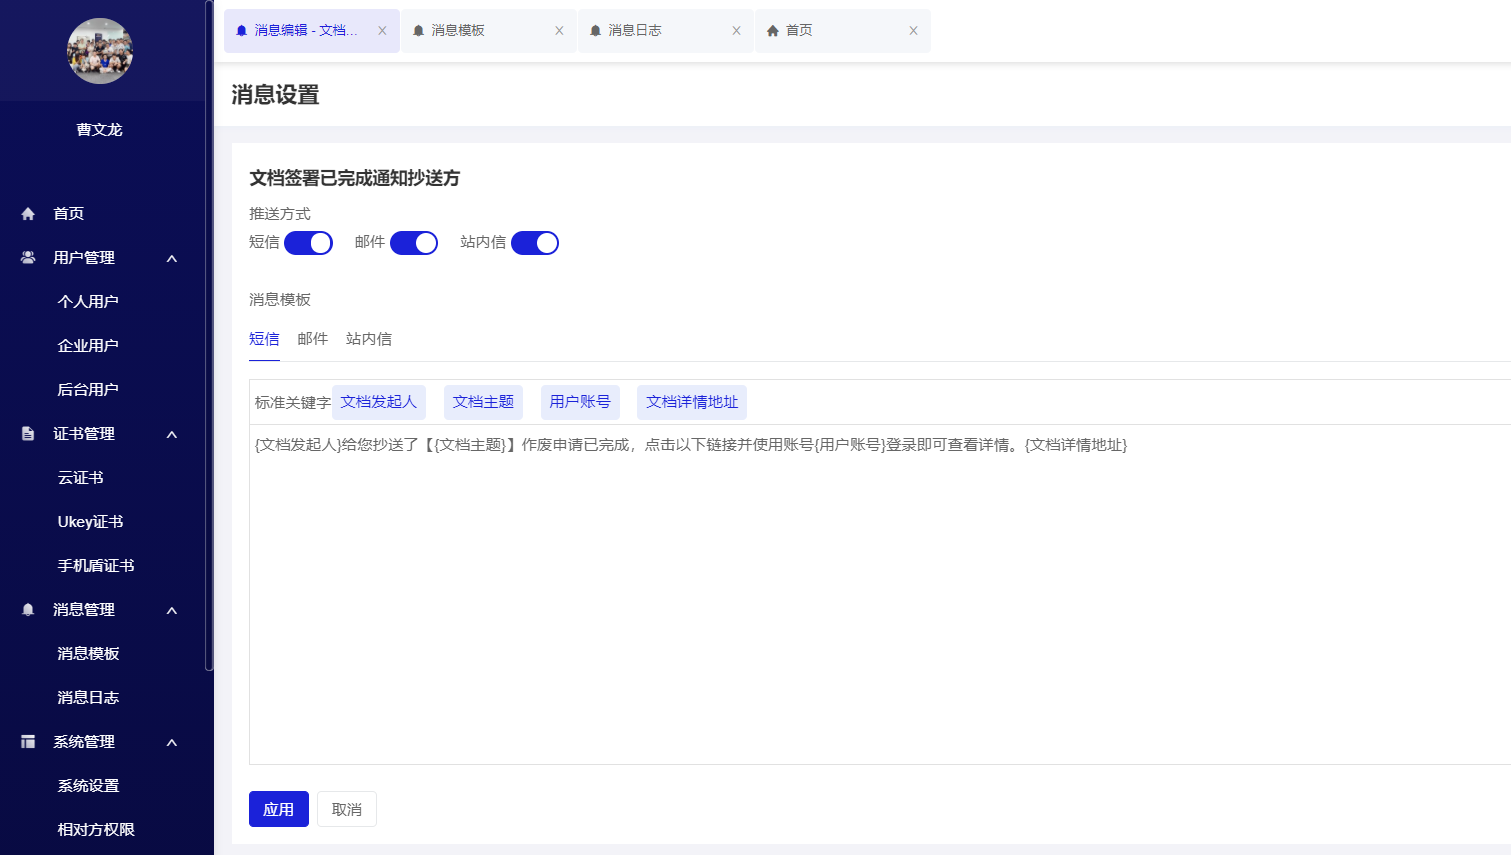 曹文龙
首页
用户管理
个人用户
企业用户
后台用户
证书管理
云证书
Ukey证书
手机盾证书
消息管理
消息模板
消息日志
系统管理
系统设置
相对方权限
消息编辑 - 文档... 消息模板 消息日志 首页
消息设置
文档签署已完成通知抄送方
推送方式
短信 邮件 站内信
消息模板
短信 邮件 站内信
标准关键字 文档发起人 文档主题 用户账号 文档详情地址
{文档发起人}给您抄送了【{文档主题}】作废申请已完成，点击以下链接并使用账号{用户账号}登录即可查看详情。{文档详情地址}
应用 取消